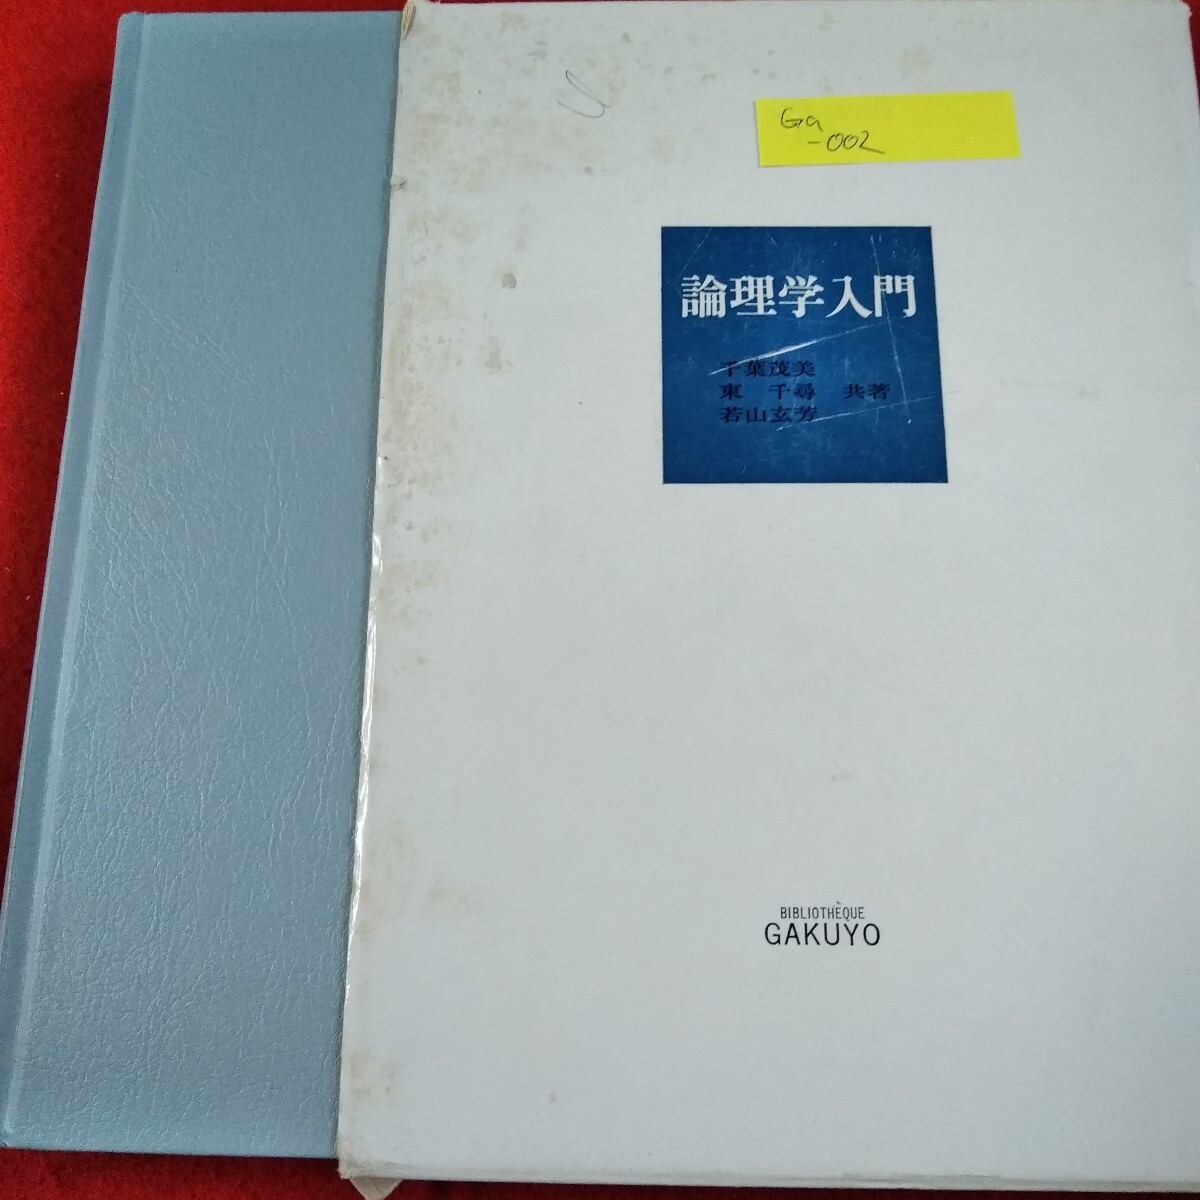 Ga
-002
論理学入門
千葉茂美
東 千尋 共著
若山玄芳
BIBLIOTHÈQUE
GAKUYO